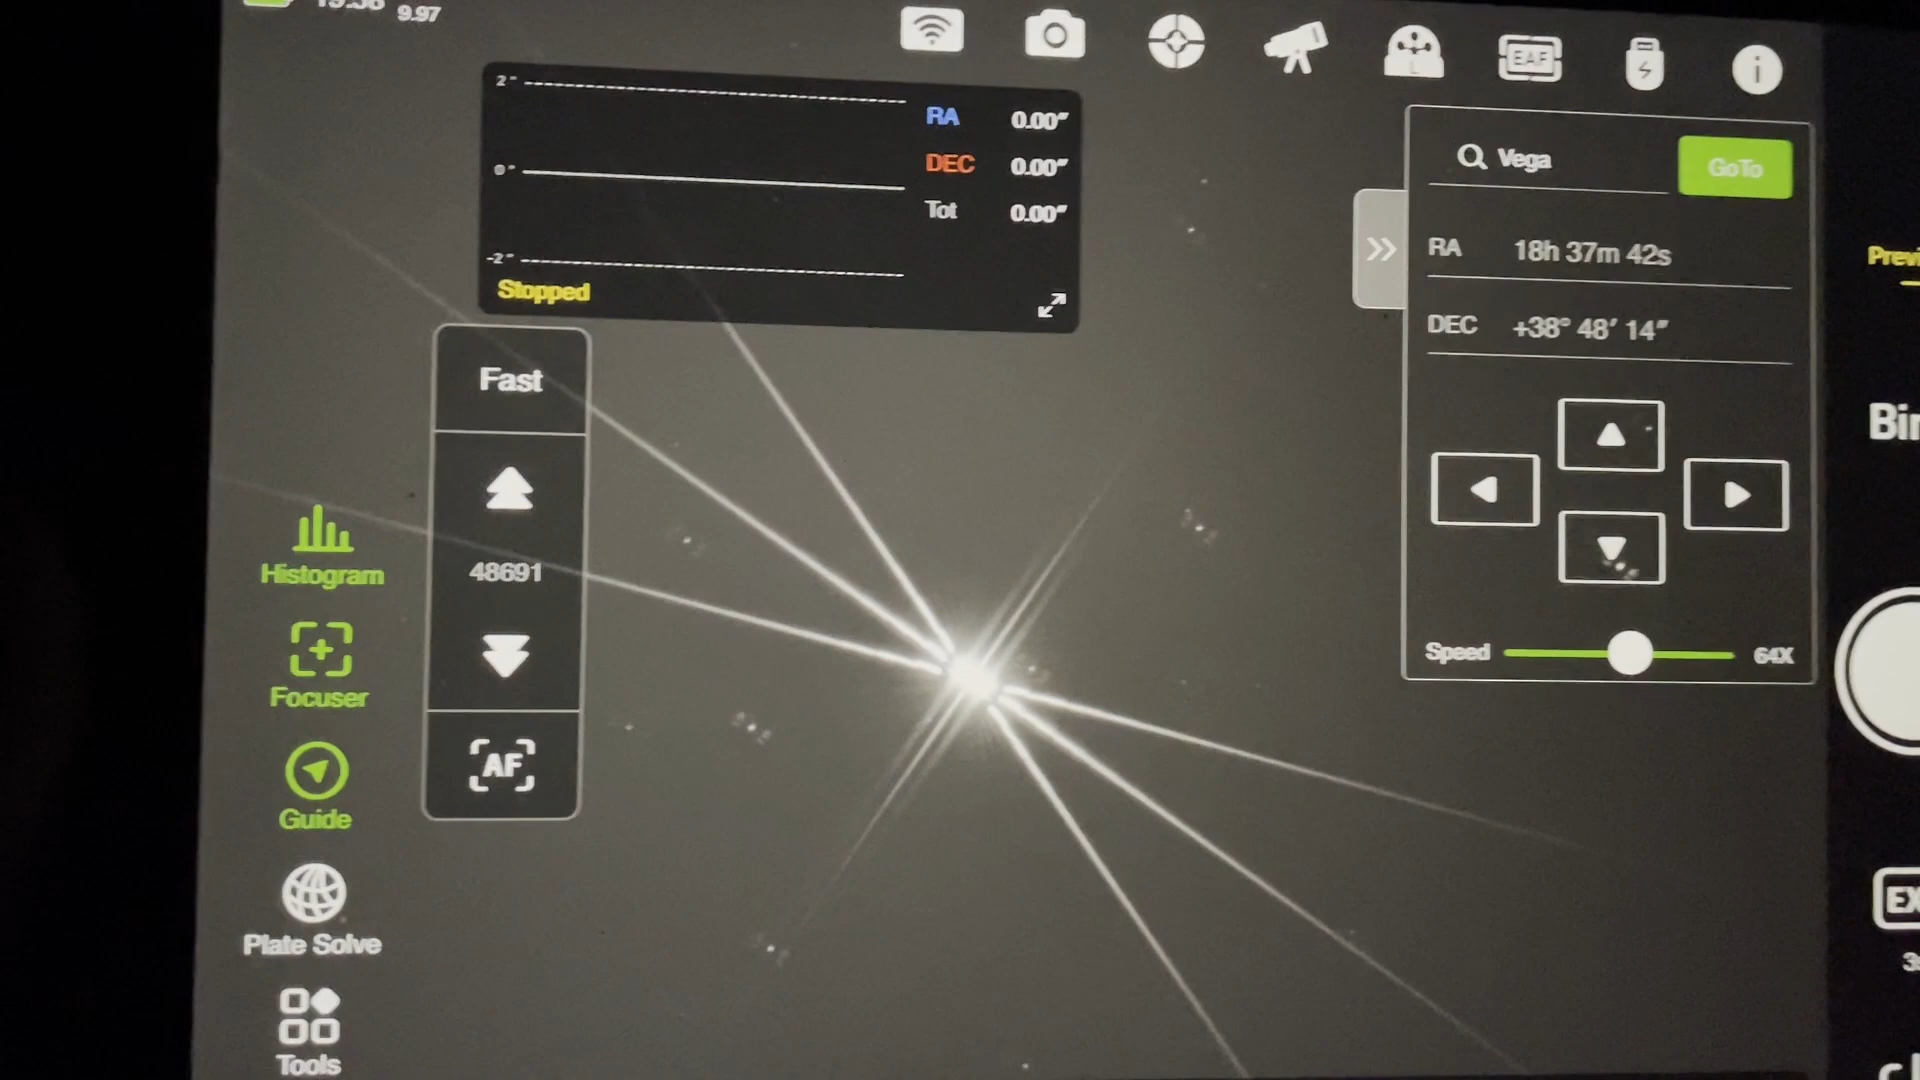 9.97
EAF
2"
RA 0.00″
DEC 0.00″
0"
Tot 0.00″
-2"
Stopped
Vega
GoTo
RA 18h 37m 42s
DEC +38° 48′ 14″
Speed 64X
Fast
48691
AF
Histogram
Focuser
Guide
Plate Solve
Tools